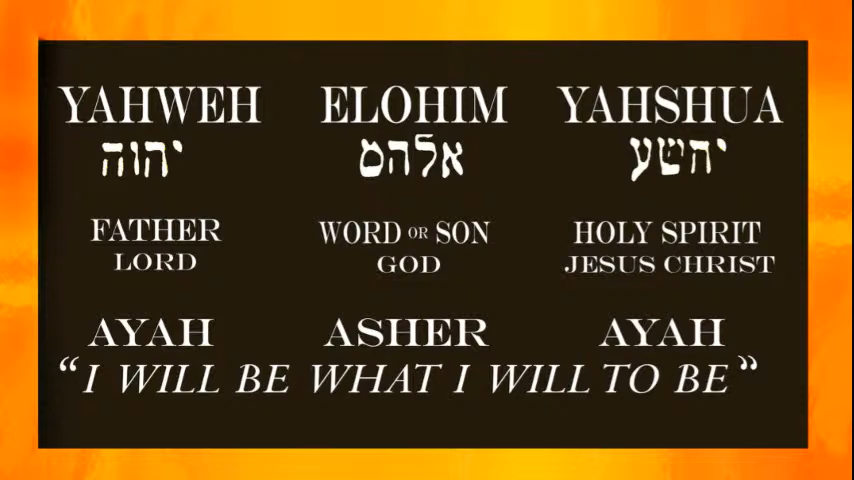 YAHWEH ELOHIM YAHSHUA
יהוה אלהם יהשע
FATHER WORD OR SON HOLY SPIRIT
LORD GOD JESUS CHRIST
AYAH ASHER AYAH
“I WILL BE WHAT I WILL TO BE”